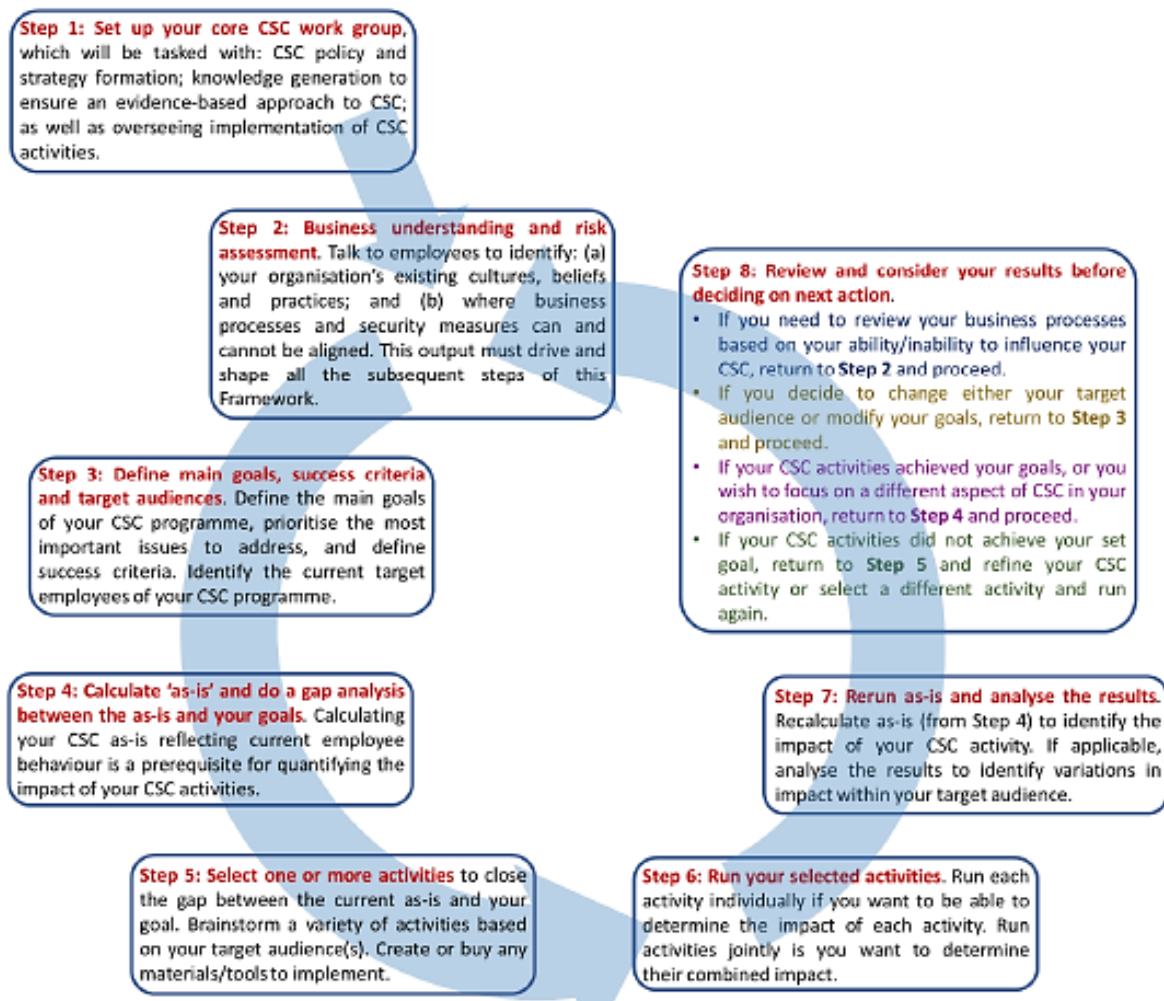 Step 1: Set up your core CSC work group,
which will be tasked with: CSC policy and
strategy formation; knowledge generation to
ensure an evidence-based approach to CSC;
as well as overseeing implementation of CSC
activities.
Step 2: Business understanding and risk
assessment. Talk to employees to identify: (a)
your organisation's existing cultures, beliefs
and practices; and (b) where business
processes and security measures can and
cannot be aligned. This output must drive and
shape all the subsequent steps of this
Framework.
Step 3: Define main goals, success criteria
and target audiences. Define the main goals
of your CSC programme, prioritise the most
important issues to address, and define
success criteria. Identify the current target
employees of your CSC programme.
Step 4: Calculate 'as-is' and do a gap analysis
between the as-is and your goals. Calculating
your CSC as-is reflecting current employee
behaviour is a prerequisite for quantifying the
impact of your CSC activities.
Step 5: Select one or more activities to close
the gap between the current as-is and your
goal. Brainstorm a variety of activities based
on your target audience(s). Create or buy any
materials/tools to implement.
Step 6: Run your selected activities. Run each
activity individually if you want to be able to
determine the impact of each activity. Run
activities jointly is you want to determine
their combined impact.
Step 7: Rerun as-is and analyse the results.
Recalculate as-is (from Step 4) to identify the
impact of your CSC activity. If applicable,
analyse the results to identify variations in
impact within your target audience.
Step 8: Review and consider your results before
deciding on next action.
• If you need to review your business processes
based on your ability/inability to influence your
CSC, return to Step 2 and proceed.
• If you decide to change either your target
audience or modify your goals, return to Step 3
and proceed.
• If your CSC activities achieved your goals, or you
wish to focus on a different aspect of CSC in your
organisation, return to Step 4 and proceed.
• If your CSC activities did not achieve your set
goal, return to Step 5 and refine your CSC
activity or select a different activity and run
again.